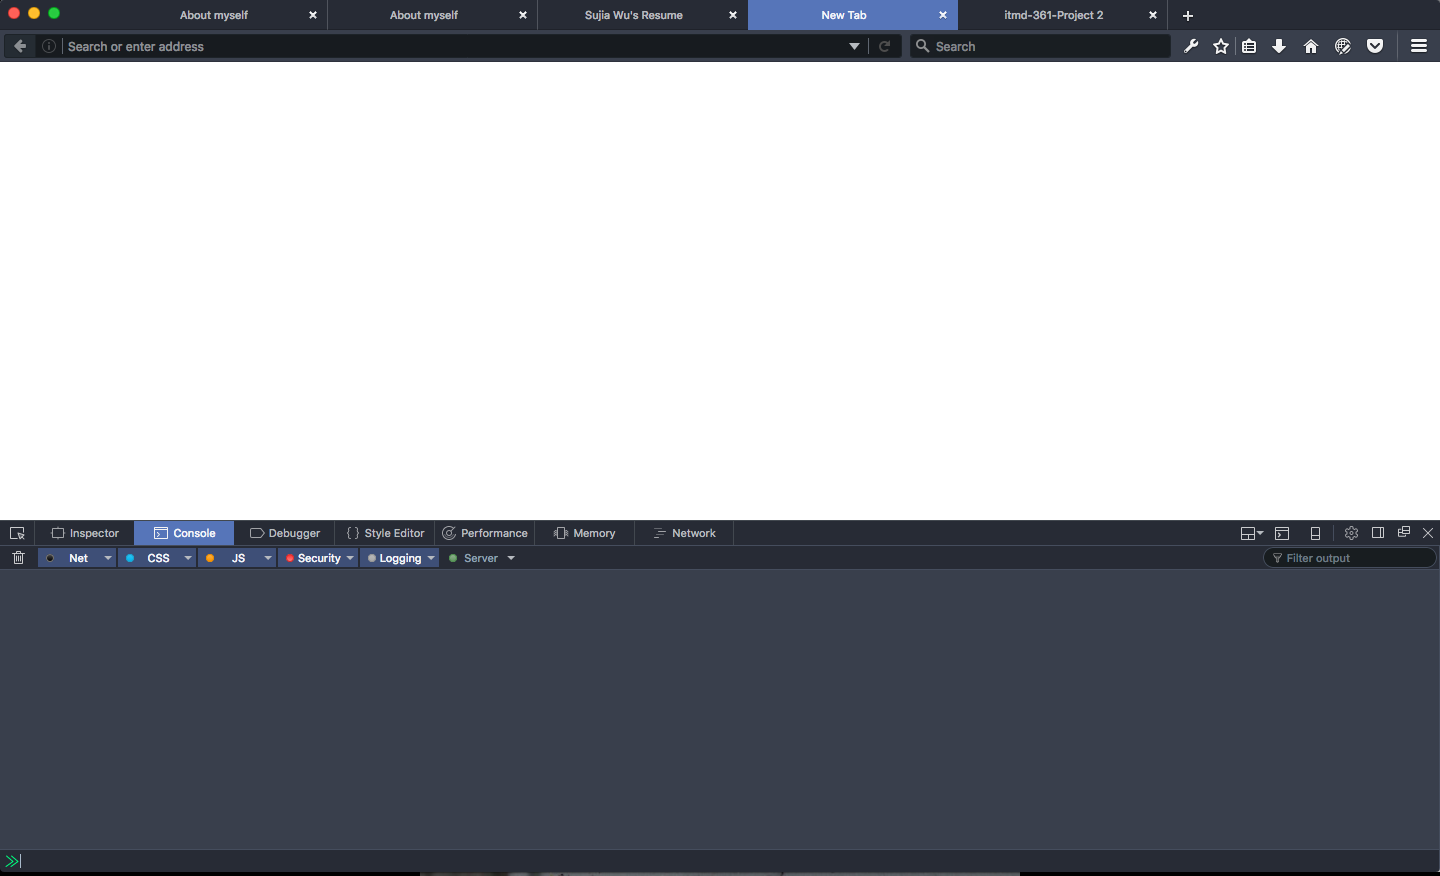 About myself About myself Sujia Wu's Resume New Tab itmd-361-Project 2
Search or enter address Search
Inspector Console Debugger Style Editor Performance Memory Network
Net CSS JS Security Logging Server Filter output